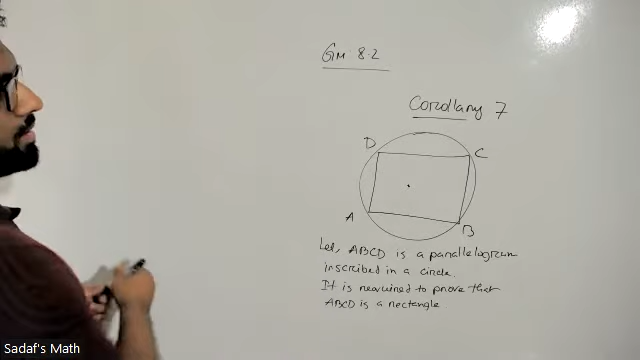 GM 8.2
Corollary 7
D
C
A
B
Let, ABCD is a parallelogram
inscribed in a circle.
It is required to prove that
ABCD is a rectangle
Sadaf's Math